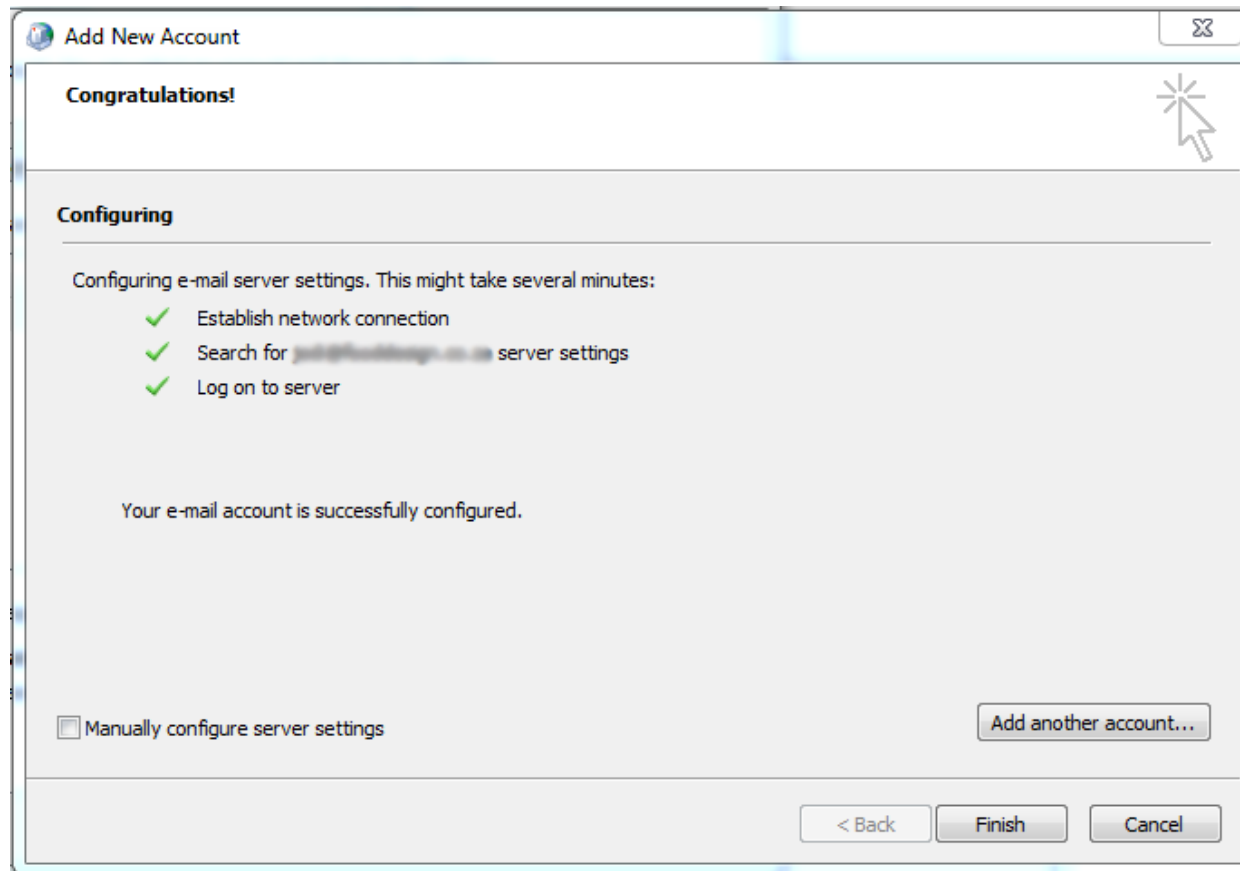 Add New Account
Congratulations!
Configuring
Configuring e-mail server settings. This might take several minutes:
Establish network connection
Search for server settings
Log on to server
Your e-mail account is successfully configured.
Manually configure server settings
Add another account...
< Back
Finish
Cancel